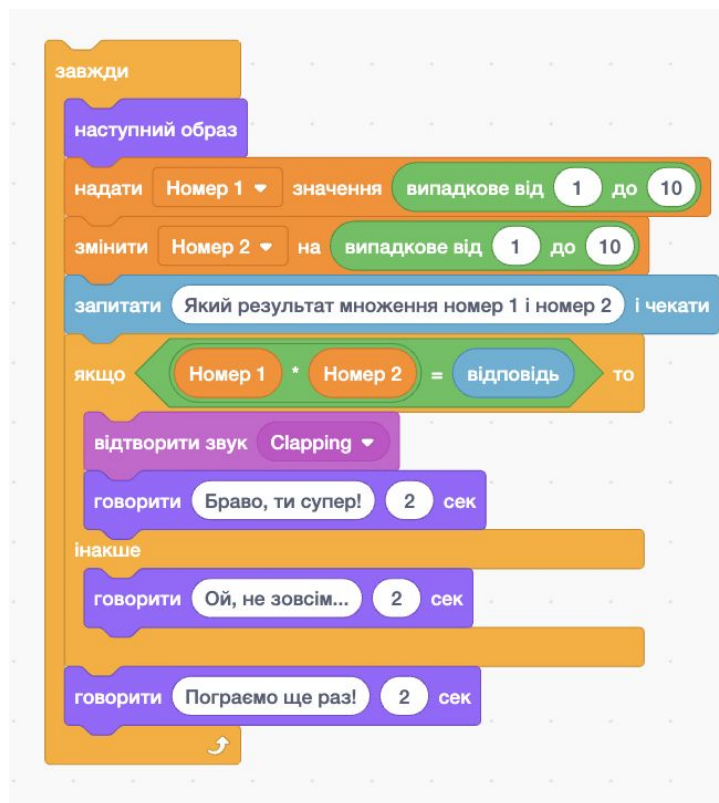 завжди
наступний образ
надати Номер 1 значення випадкове від 1 до 10
змінити Номер 2 на випадкове від 1 до 10
запитати Який результат множення номер 1 і номер 2 і чекати
якщо Номер 1 * Номер 2 = відповідь то
відтворити звук Clapping
говорити Браво, ти супер! 2 сек
інакше
говорити Ой, не зовсім... 2 сек
говорити Пограємо ще раз! 2 сек